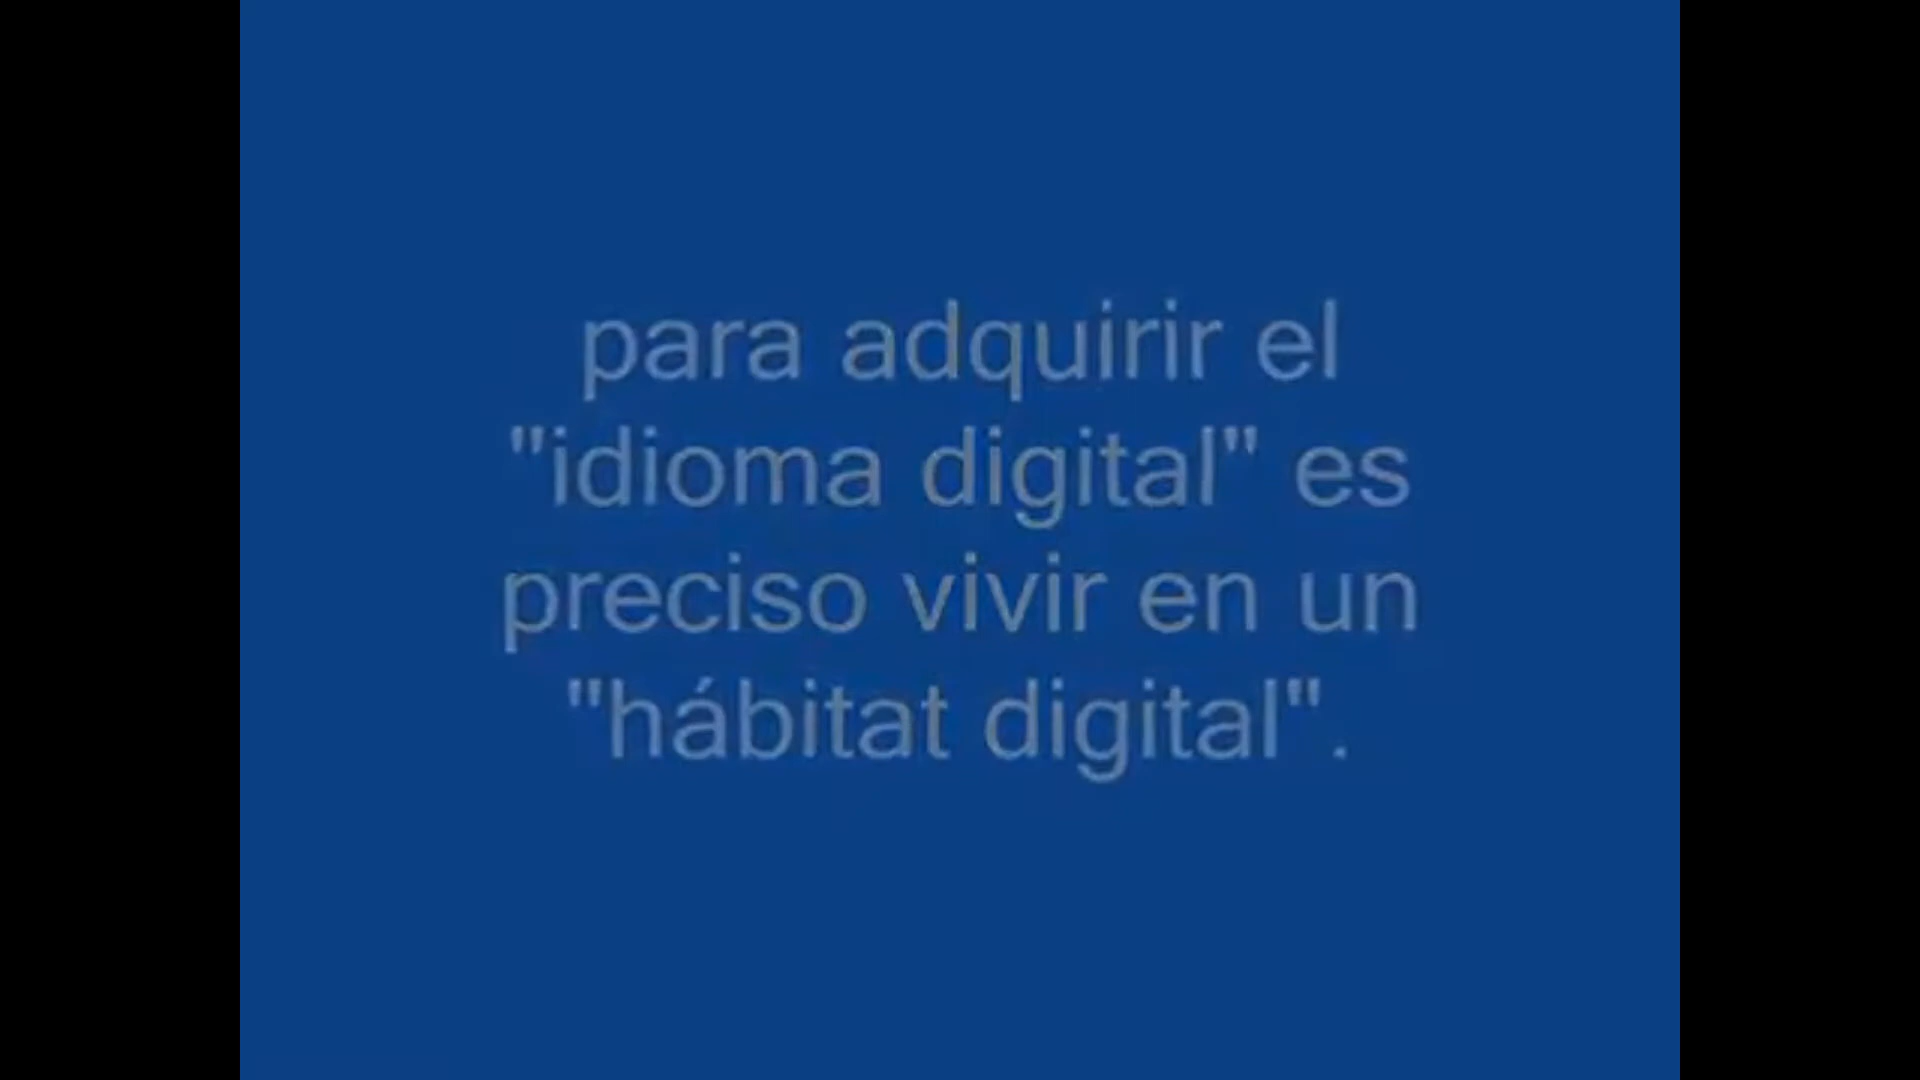 para adquirir el
"idioma digital" es
preciso vivir en un
"hábitat digital".